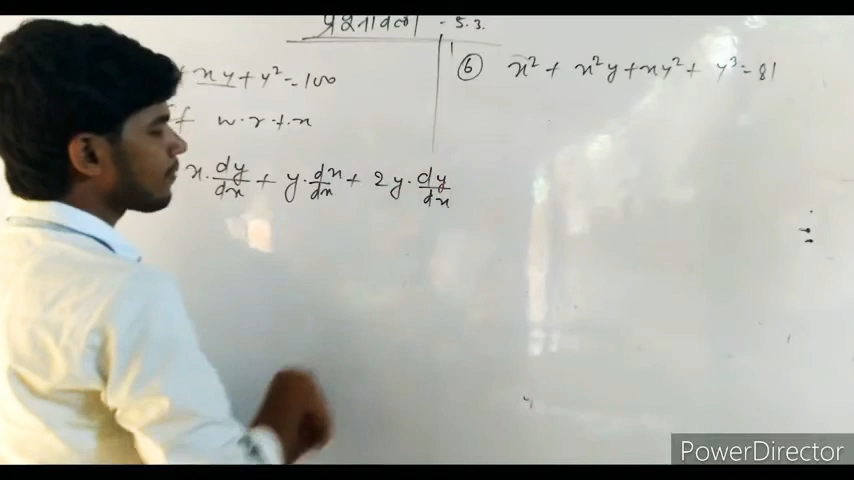 प्रश्नावली - 5.3.
+ xy + y² = 100
⑥ x² + x²y + xy² + y³ = 81
f w.r.t.x
x. dy/dx + y. dx/dx + 2y. dy/dx
PowerDirector